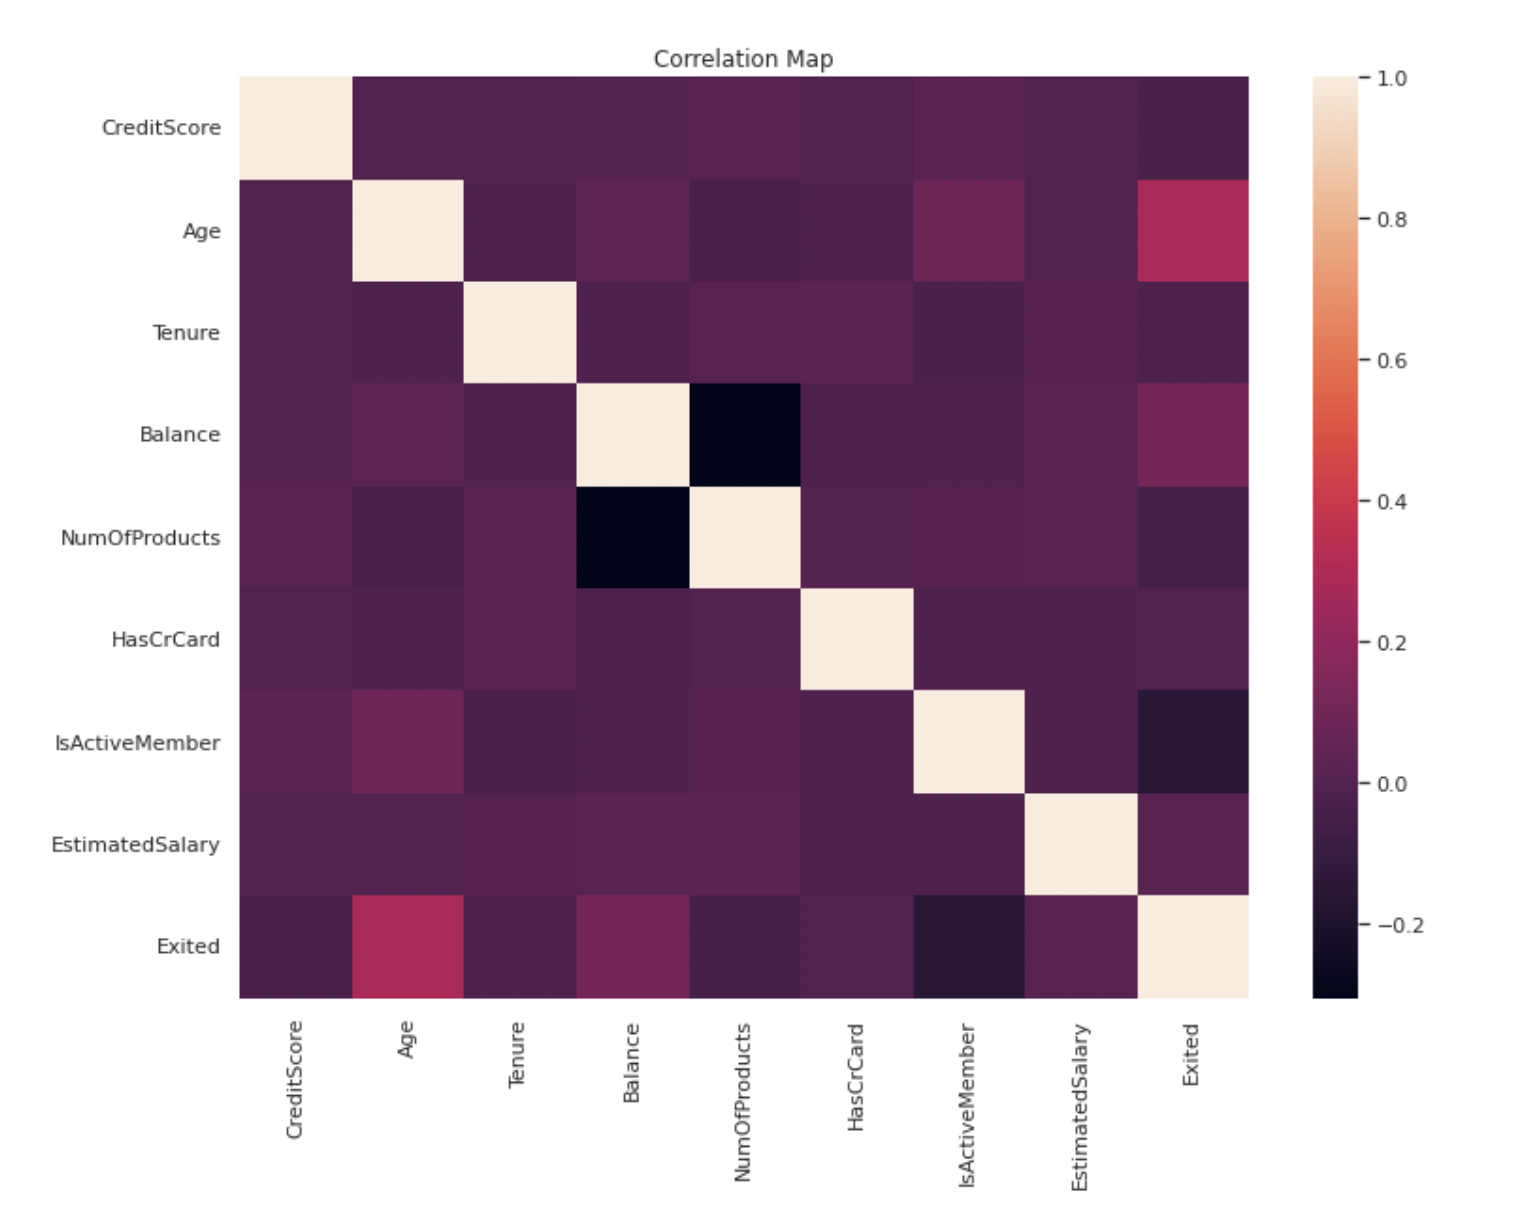 Correlation Map
CreditScore
Age
Tenure
Balance
NumOfProducts
HasCrCard
IsActiveMember
EstimatedSalary
Exited
CreditScore
Age
Tenure
Balance
NumOfProducts
HasCrCard
IsActiveMember
EstimatedSalary
Exited
1.0
0.8
0.6
0.4
0.2
0.0
−0.2